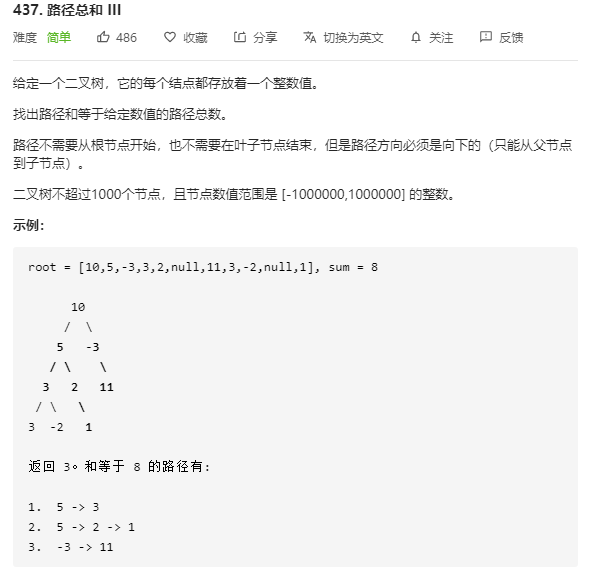 437. 路径总和 III
难度 简单 486 收藏 分享 切换为英文 关注 反馈
给定一个二叉树，它的每个结点都存放着一个整数值。
找出路径和等于给定数值的路径总数。
路径不需要从根节点开始，也不需要在叶子节点结束，但是路径方向必须是向下的（只能从父节点
到子节点）。
二叉树不超过1000个节点，且节点数值范围是 [-1000000,1000000] 的整数。
示例：
root = [10,5,-3,3,2,null,11,3,-2,null,1], sum = 8
10
/ \
5 -3
/ \ \
3 2 11
/ \ \
3 -2 1
返回 3。和等于 8 的路径有:
1. 5 -> 3
2. 5 -> 2 -> 1
3. -3 -> 11